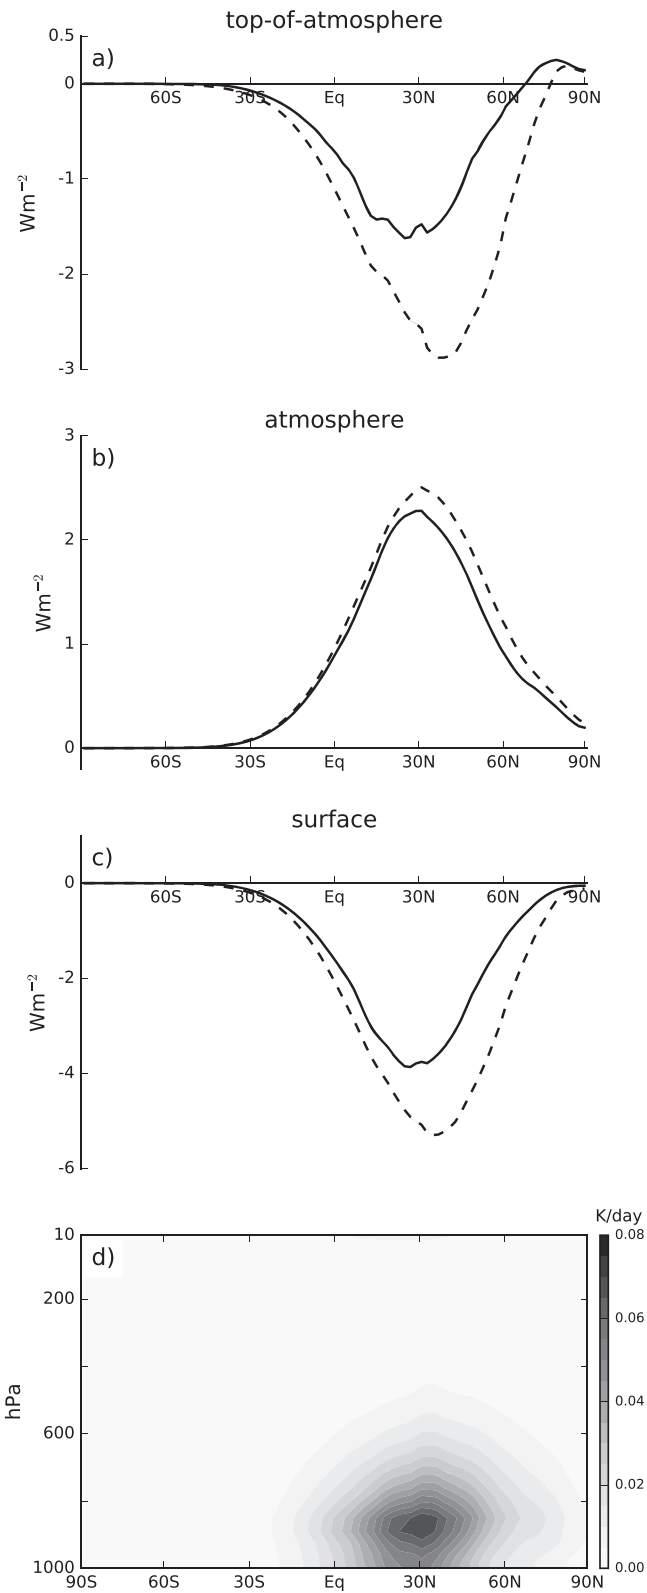 top-of-atmosphere
a)
0.5
0
-1
-2
-3
Wm−2
60S 30S Eq 30N 60N 90N
atmosphere
b)
3
2
1
0
Wm−2
60S 30S Eq 30N 60N 90N
surface
c)
0
-2
-4
-6
Wm−2
60S 30S Eq 30N 60N 90N
d)
10
200
600
1000
hPa
90S 60S 30S Eq 30N 60N 90N
K/day
0.08
0.06
0.04
0.02
0.00